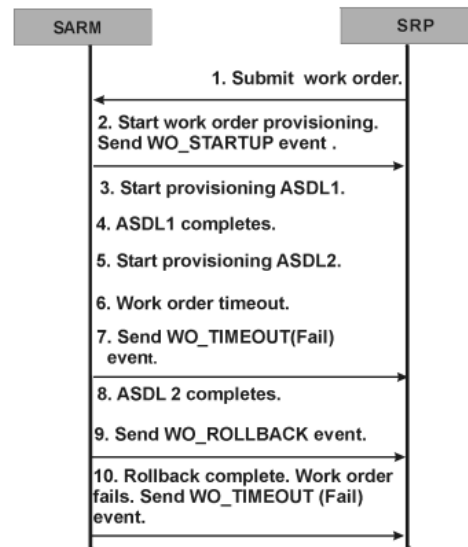 SARM
SRP
1. Submit work order.
2. Start work order provisioning.
Send WO_STARTUP event .
3. Start provisioning ASDL1.
4. ASDL1 completes.
5. Start provisioning ASDL2.
6. Work order timeout.
7. Send WO_TIMEOUT(Fail)
event.
8. ASDL 2 completes.
9. Send WO_ROLLBACK event.
10. Rollback complete. Work order
fails. Send WO_TIMEOUT (Fail)
event.